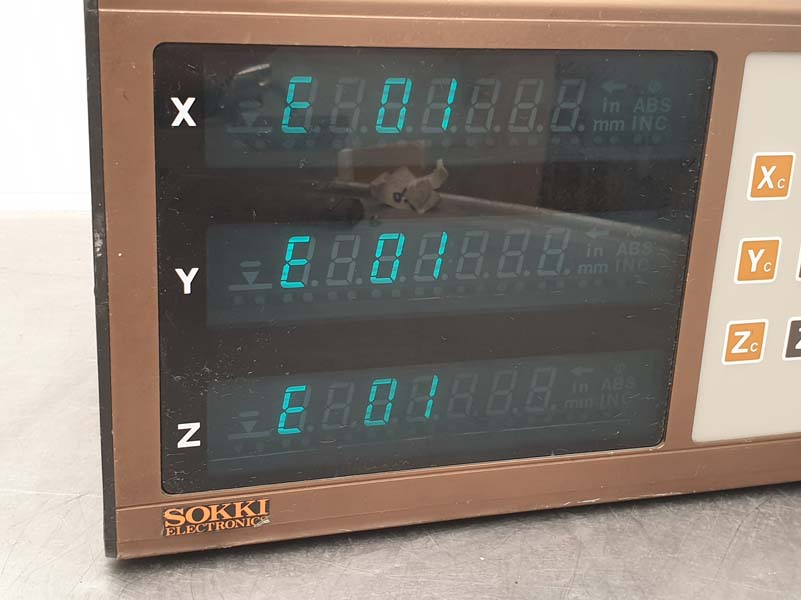 X E 01
in ABS
mm INC
Y E 01
in ABS
mm INC
Z E 01
in ABS
mm INC
Xc
Yc
Zc
SOKKI
ELECTRONICS